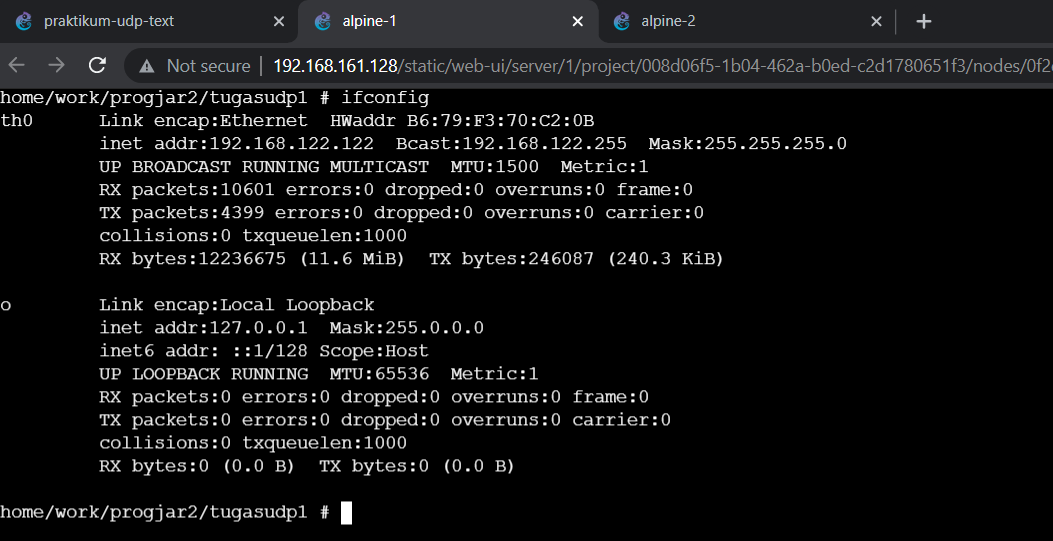 praktikum-udp-text
alpine-1
alpine-2
Not secure | 192.168.161.128/static/web-ui/server/1/project/008d06f5-1b04-462a-b0ed-c2d1780651f3/nodes/0f2
home/work/progjar2/tugasudp1 # ifconfig
th0 Link encap:Ethernet HWaddr B6:79:F3:70:C2:0B
inet addr:192.168.122.122 Bcast:192.168.122.255 Mask:255.255.255.0
UP BROADCAST RUNNING MULTICAST MTU:1500 Metric:1
RX packets:10601 errors:0 dropped:0 overruns:0 frame:0
TX packets:4399 errors:0 dropped:0 overruns:0 carrier:0
collisions:0 txqueuelen:1000
RX bytes:12236675 (11.6 MiB) TX bytes:246087 (240.3 KiB)
o Link encap:Local Loopback
inet addr:127.0.0.1 Mask:255.0.0.0
inet6 addr: ::1/128 Scope:Host
UP LOOPBACK RUNNING MTU:65536 Metric:1
RX packets:0 errors:0 dropped:0 overruns:0 frame:0
TX packets:0 errors:0 dropped:0 overruns:0 carrier:0
collisions:0 txqueuelen:1000
RX bytes:0 (0.0 B) TX bytes:0 (0.0 B)
home/work/progjar2/tugasudp1 #